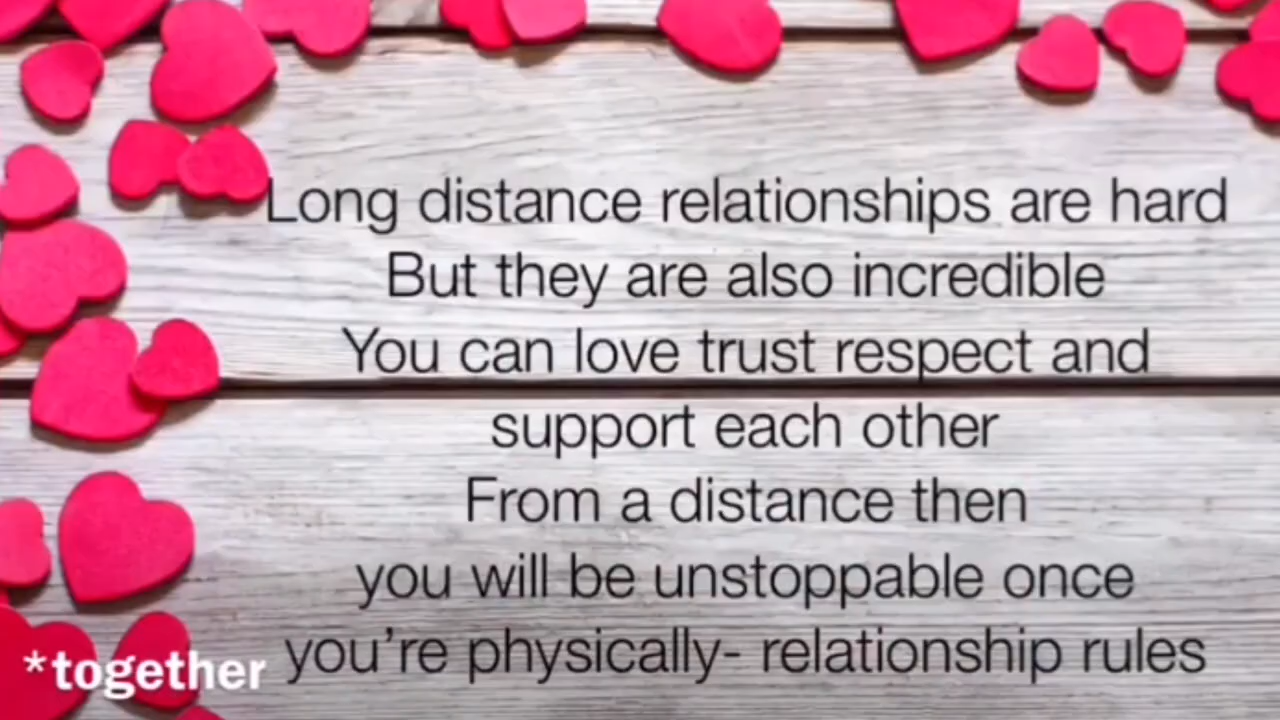 Long distance relationships are hard
But they are also incredible
You can love trust respect and
support each other
From a distance then
you will be unstoppable once
*together you're physically- relationship rules